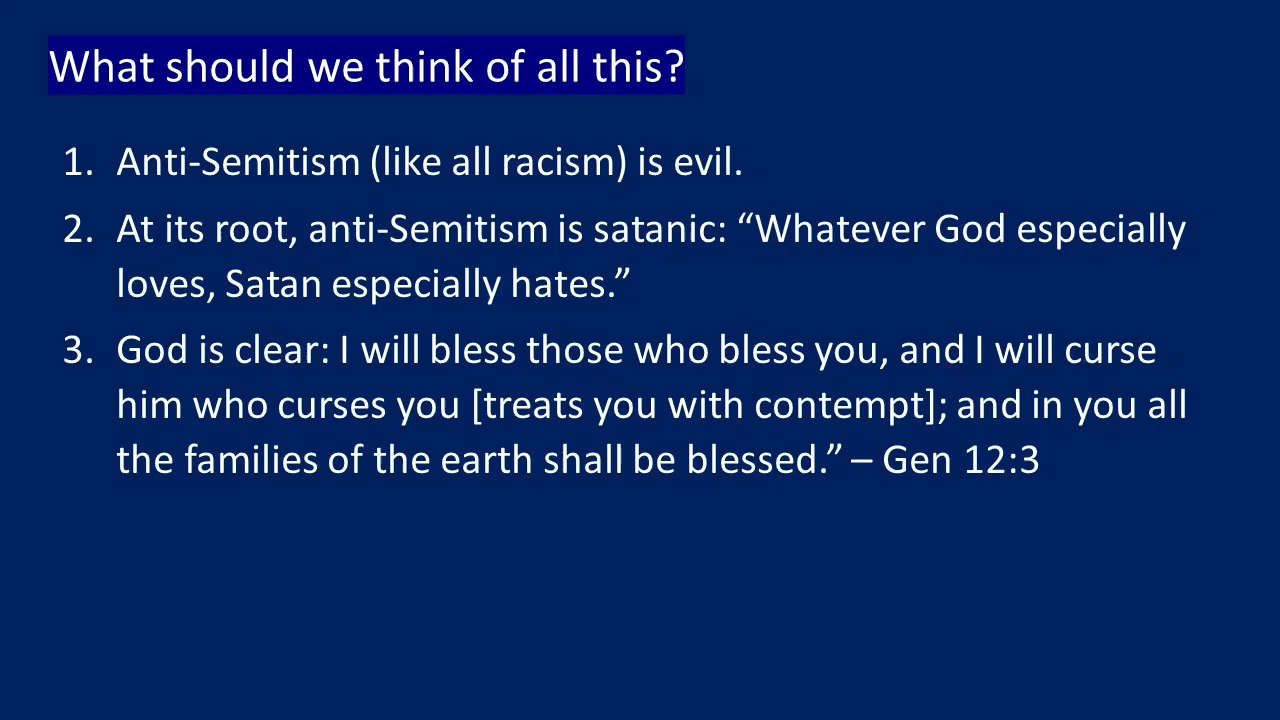 What should we think of all this?
1. Anti-Semitism (like all racism) is evil.
2. At its root, anti-Semitism is satanic: “Whatever God especially
loves, Satan especially hates.”
3. God is clear: I will bless those who bless you, and I will curse
him who curses you [treats you with contempt]; and in you all
the families of the earth shall be blessed.” – Gen 12:3